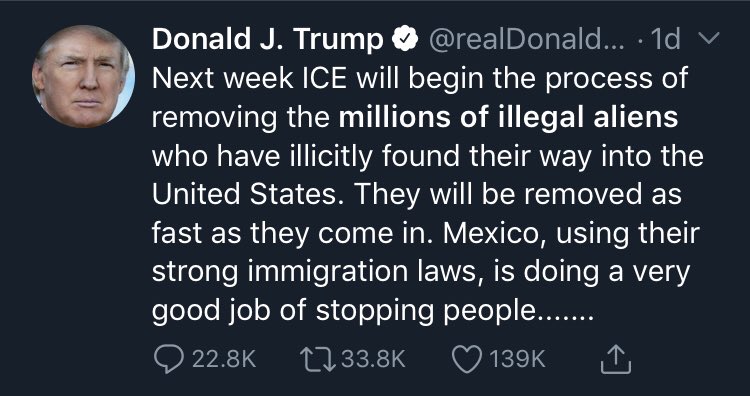 Donald J. Trump @realDonald... · 1d
Next week ICE will begin the process of
removing the millions of illegal aliens
who have illicitly found their way into the
United States. They will be removed as
fast as they come in. Mexico, using their
strong immigration laws, is doing a very
good job of stopping people.......
22.8K 33.8K 139K